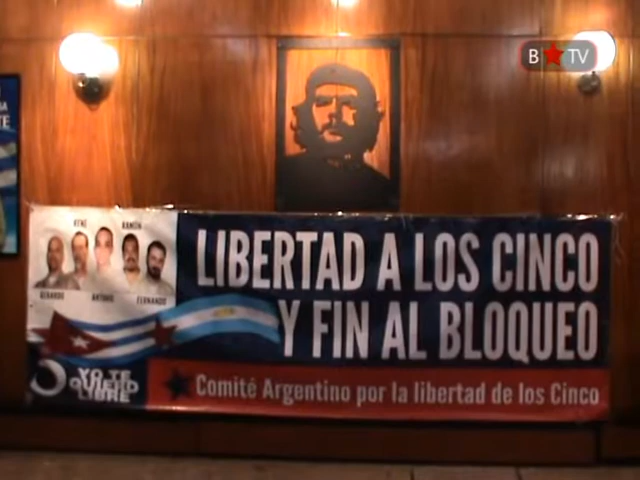 B★TV
TE
RENÉ RAMÓN
GERARDO ANTONIO FERNANDO
LIBERTAD A LOS CINCO
Y FIN AL BLOQUEO
YO TE
QUIERO
LIBRE
Comité Argentino por la libertad de los Cinco